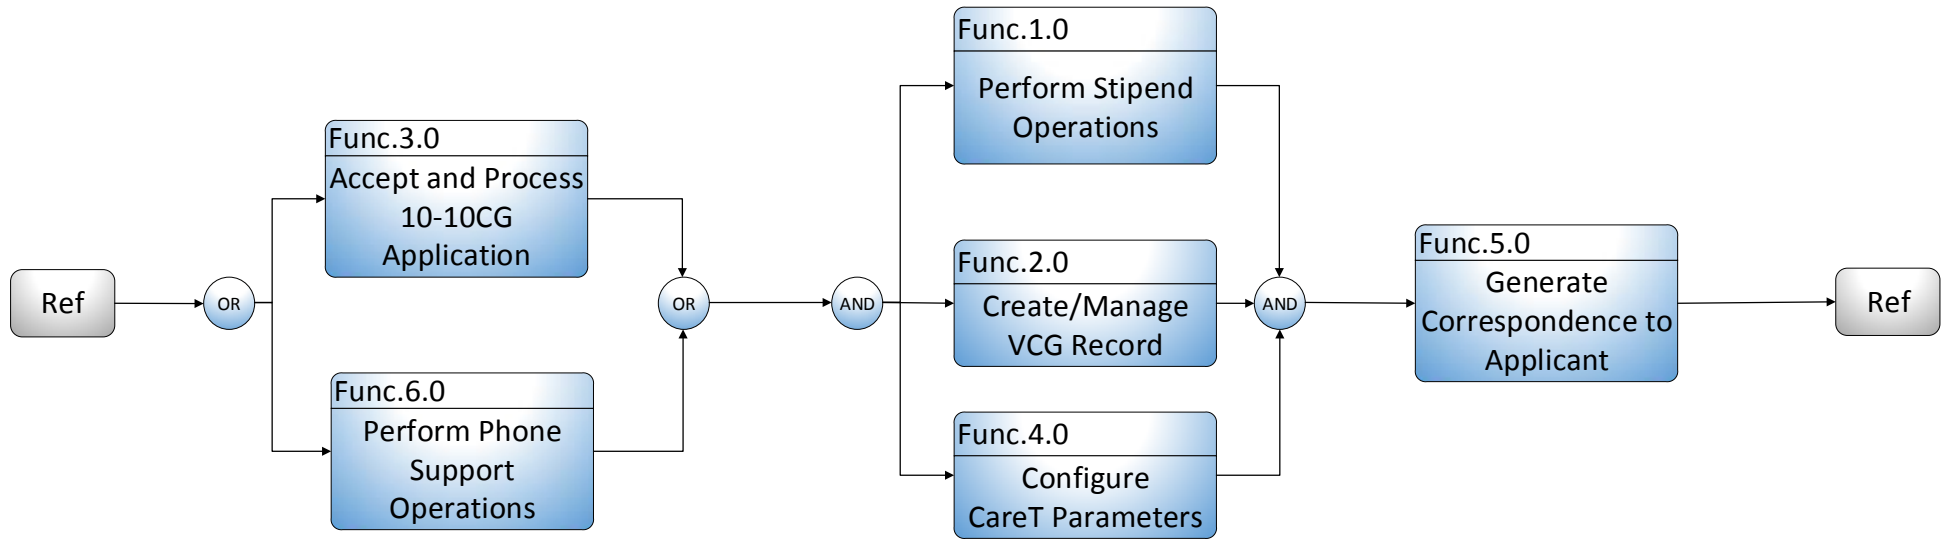 Ref
OR
Func.3.0
Accept and Process
10-10CG
Application
Func.6.0
Perform Phone
Support
Operations
OR
AND
Func.1.0
Perform Stipend
Operations
Func.2.0
Create/Manage
VCG Record
Func.4.0
Configure
CareT Parameters
AND
Func.5.0
Generate
Correspondence to
Applicant
Ref